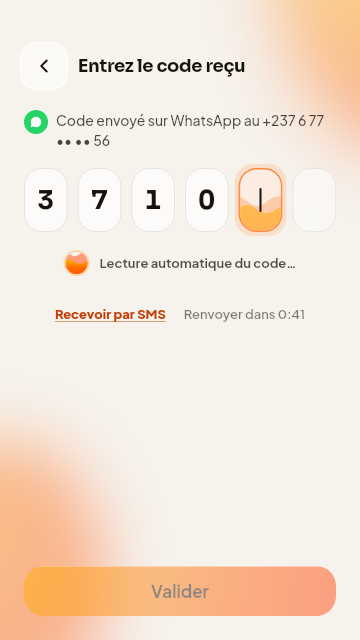 Entrez le code reçu
Code envoyé sur WhatsApp au +237 6 77
•• •• 56
3 7 1 0
Lecture automatique du code…
Recevoir par SMS Renvoyer dans 0:41
Valider